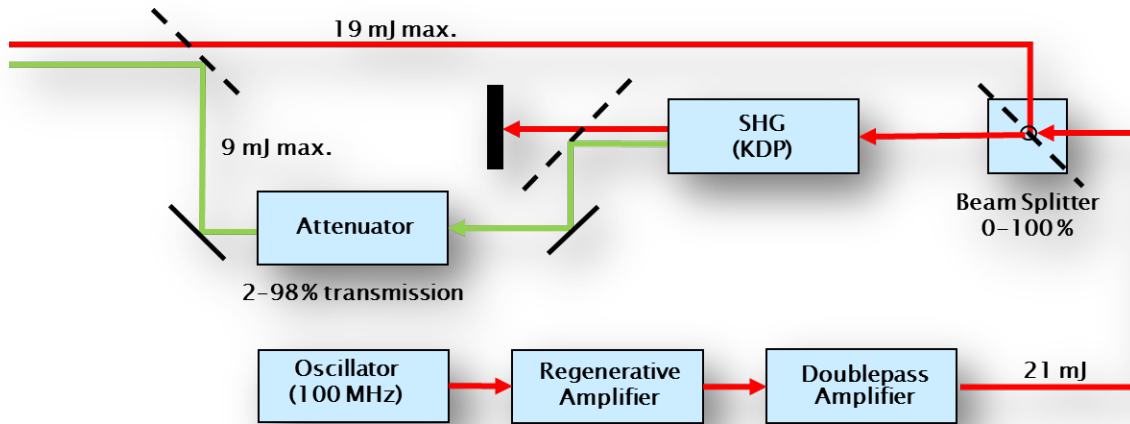 19 mJ max.
SHG
(KDP)
9 mJ max.
Beam Splitter
0-100%
Attenuator
2-98% transmission
Oscillator
(100 MHz)
Regenerative
Amplifier
Doublepass
Amplifier
21 mJ